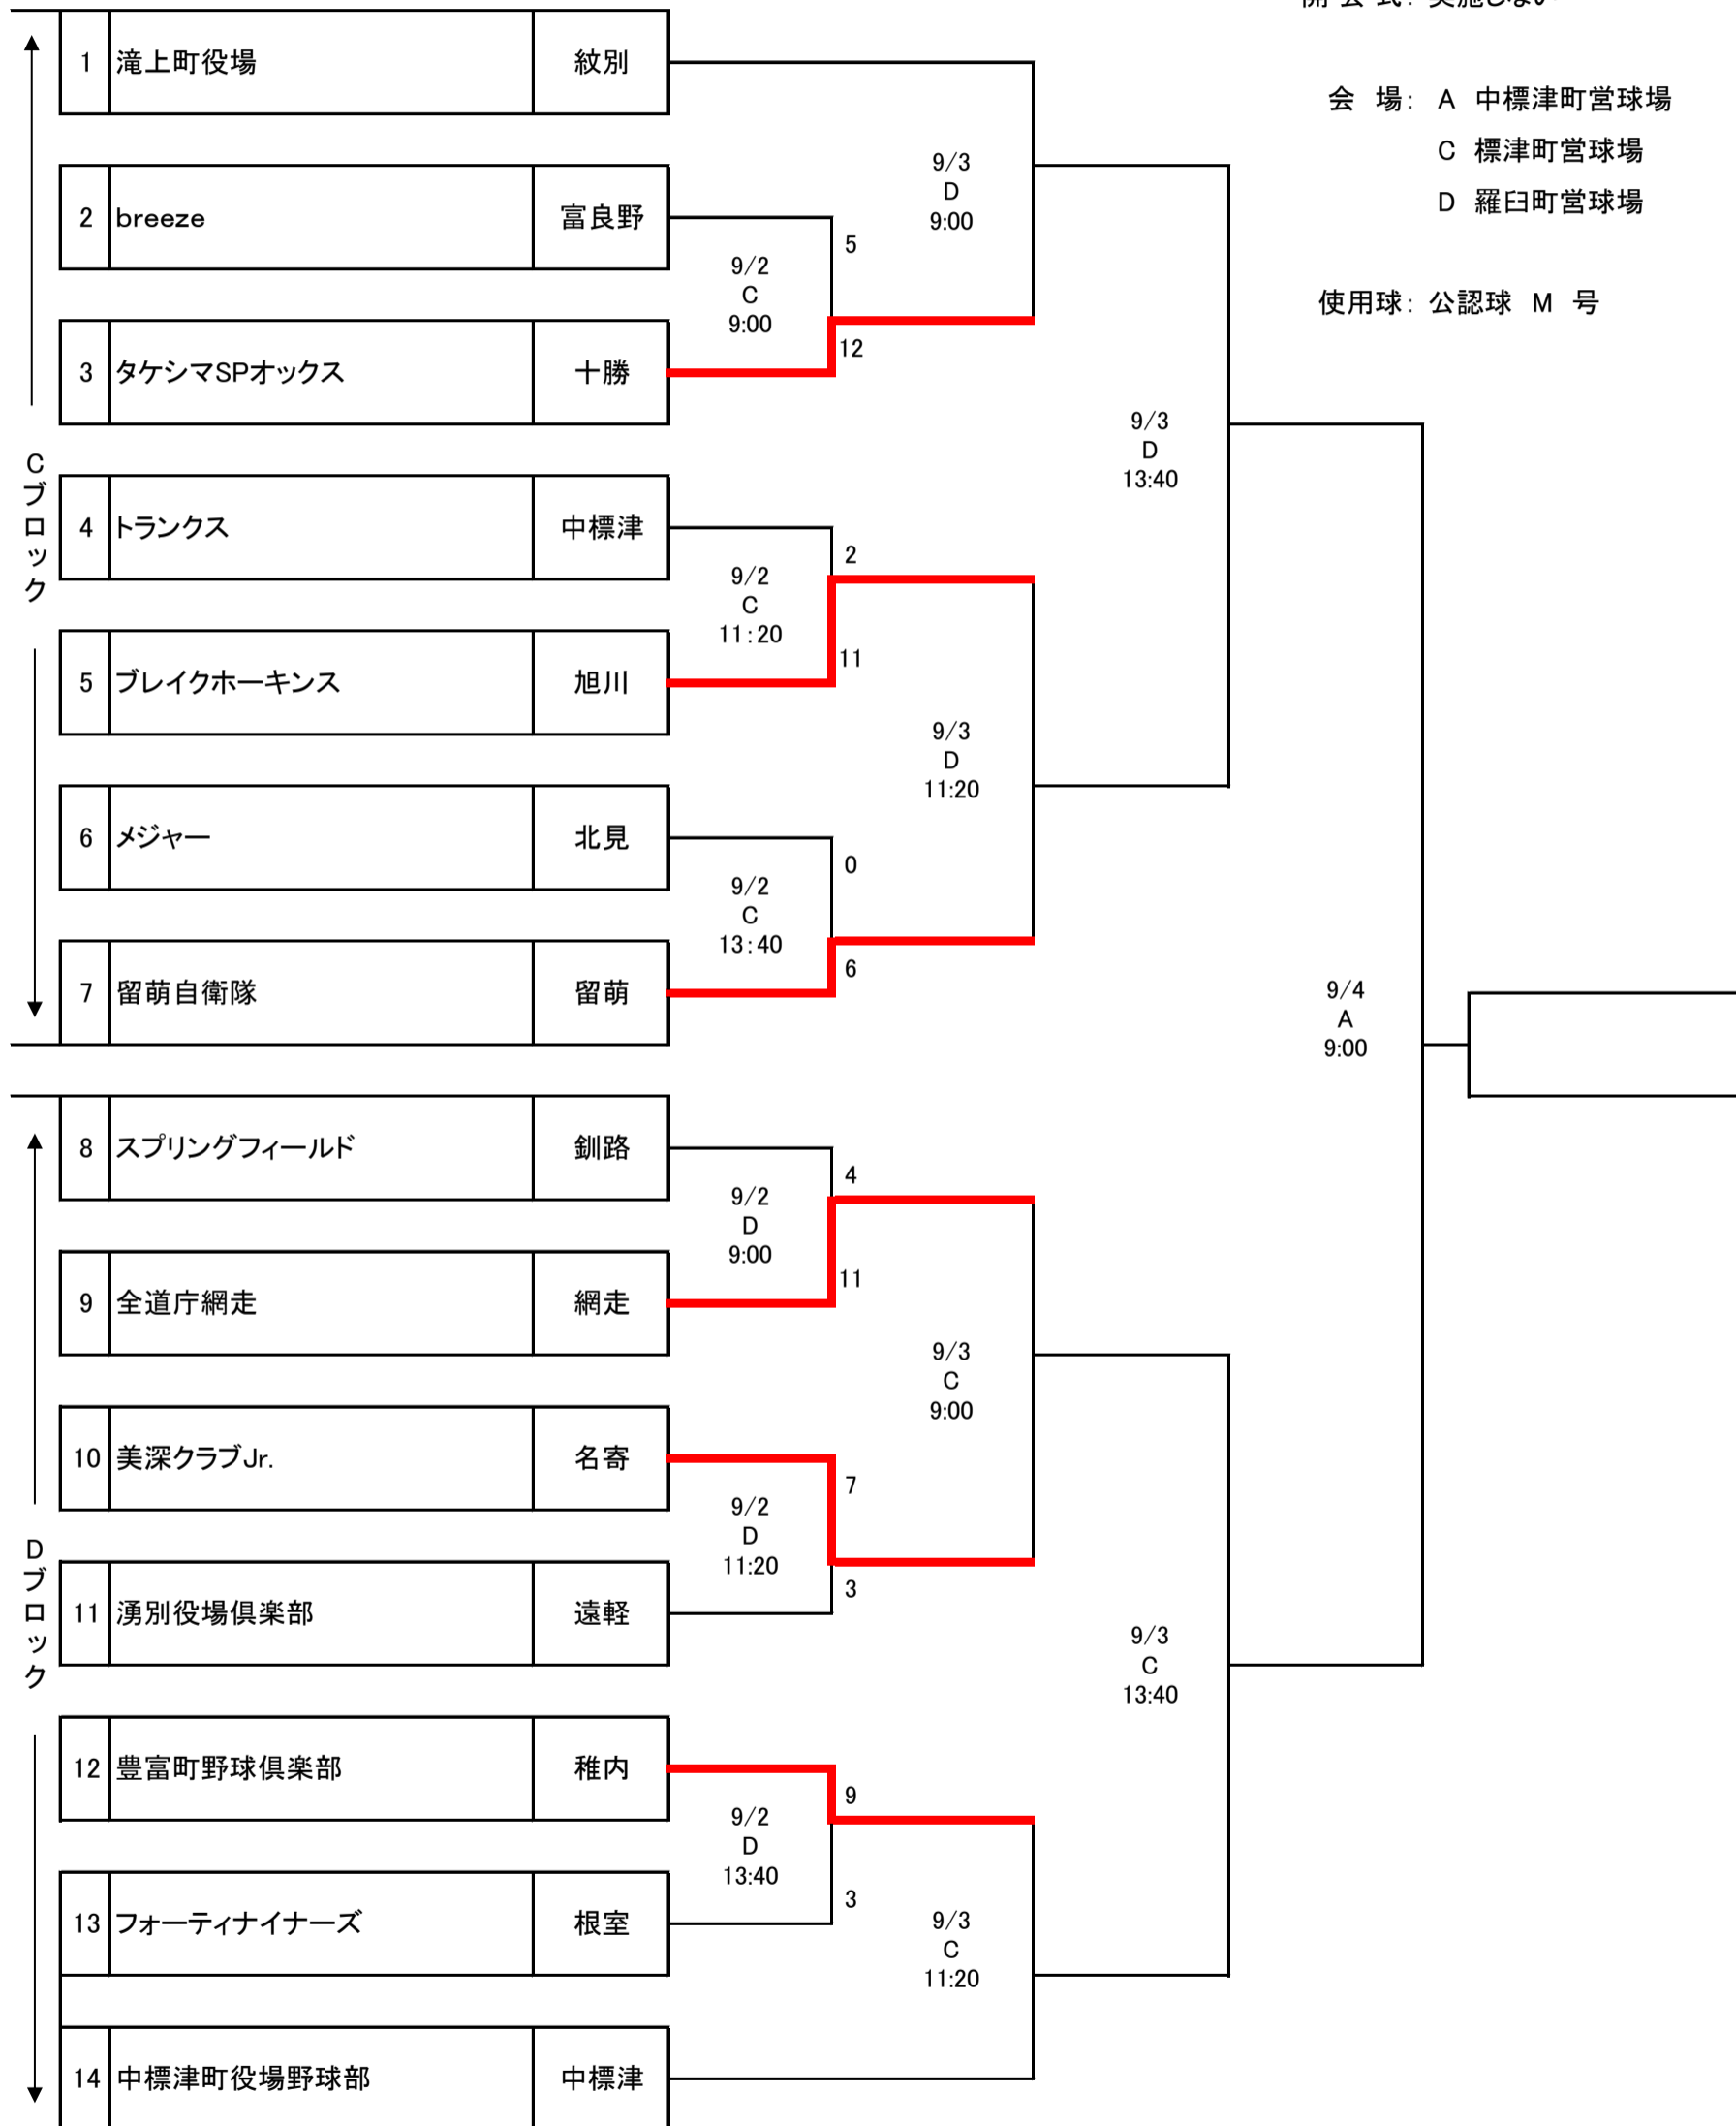 開 会 式： 実施しない
会　場： A 中標津町営球場
C 標津町営球場
D 羅臼町営球場
使用球： 公認球 M 号
Cブロック
1 滝上町役場 紋別
2 breeze 富良野
3 タケシマSPオックス 十勝
4 トランクス 中標津
5 ブレイクホーキンス 旭川
6 メジャー 北見
7 留萌自衛隊 留萌
Dブロック
8 スプリングフィールド 釧路
9 全道庁網走 網走
10 美深クラブJr. 名寄
11 湧別役場倶楽部 遠軽
12 豊富町野球倶楽部 稚内
13 フォーティナイナーズ 根室
14 中標津町役場野球部 中標津
9/2
C
9:00
5
12
9/2
C
11:20
2
11
9/2
C
13:40
0
6
9/2
D
9:00
4
11
9/2
D
11:20
7
3
9/2
D
13:40
9
3
9/3
D
9:00
9/3
D
11:20
9/3
C
9:00
9/3
C
11:20
9/3
D
13:40
9/3
C
13:40
9/4
A
9:00